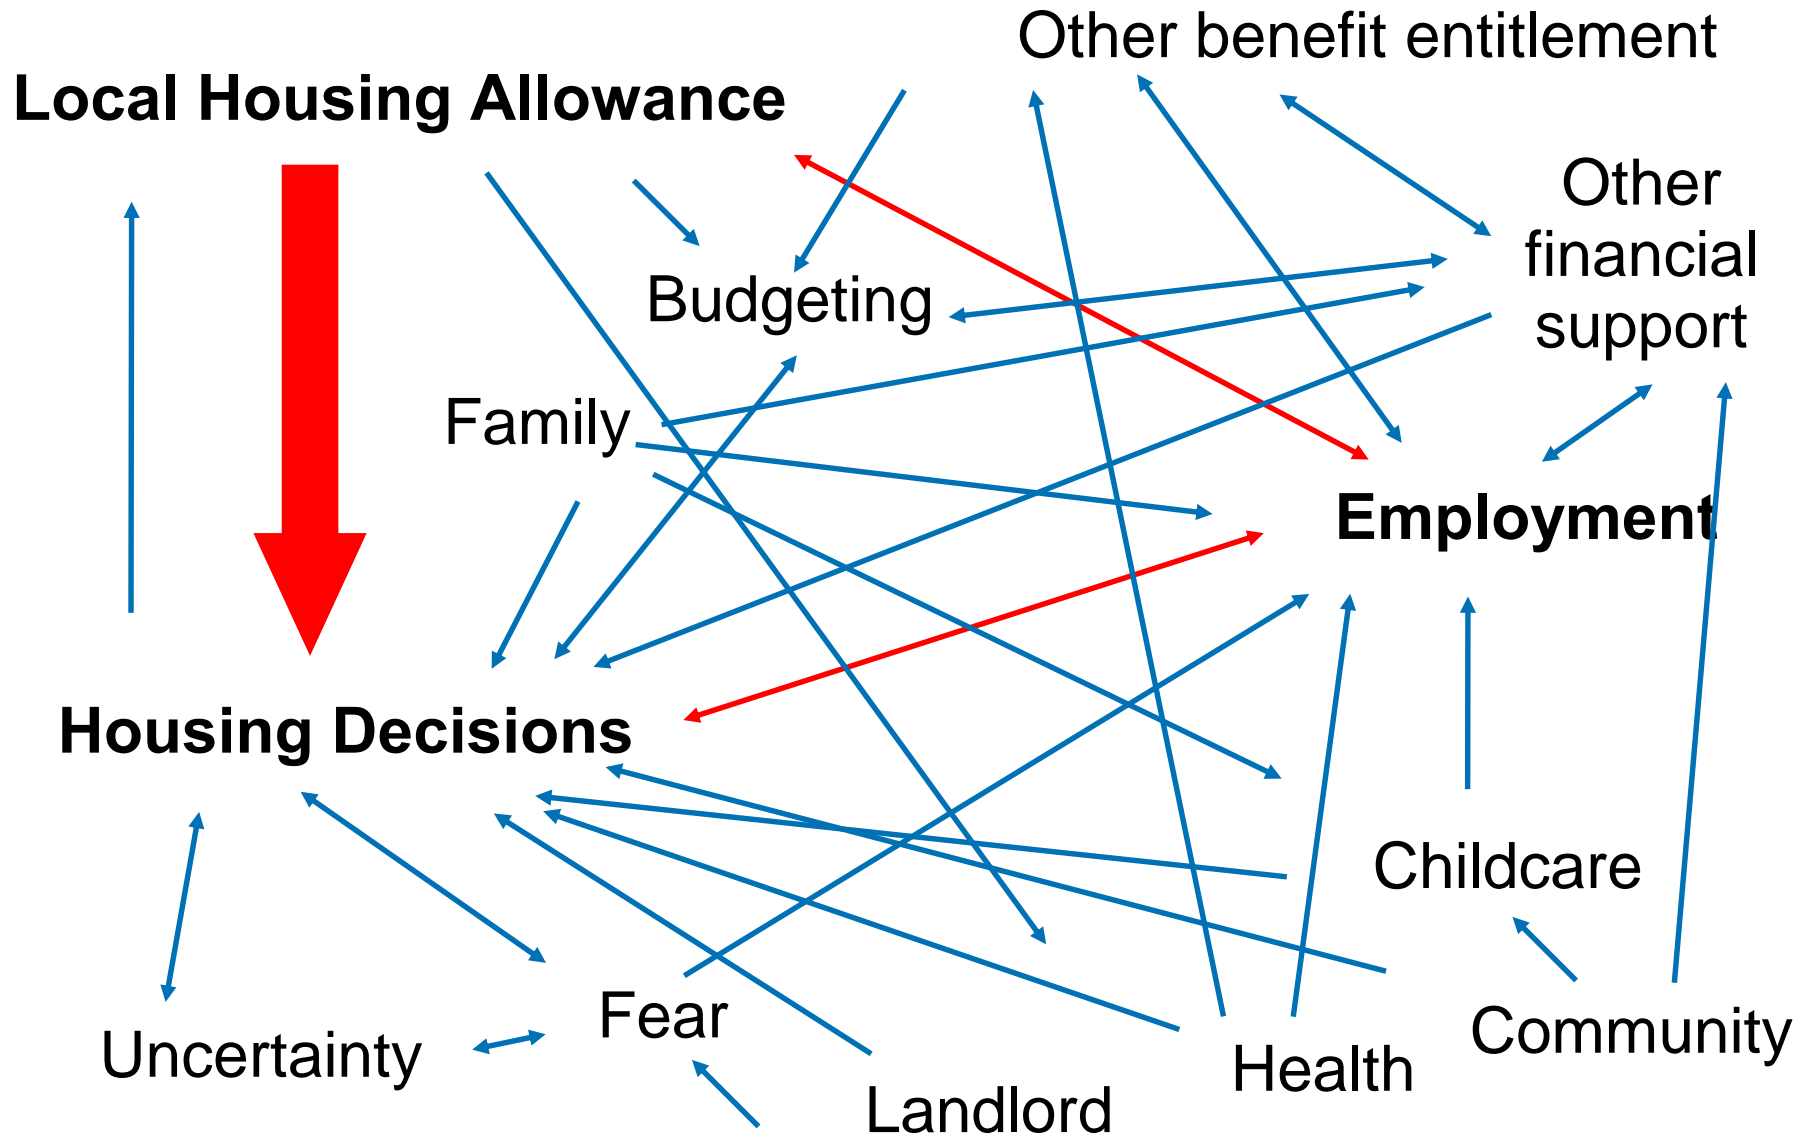 Other benefit entitlement
Local Housing Allowance
Other
financial
support
Budgeting
Family
Employment
Housing Decisions
Childcare
Fear
Uncertainty
Community
Health
Landlord